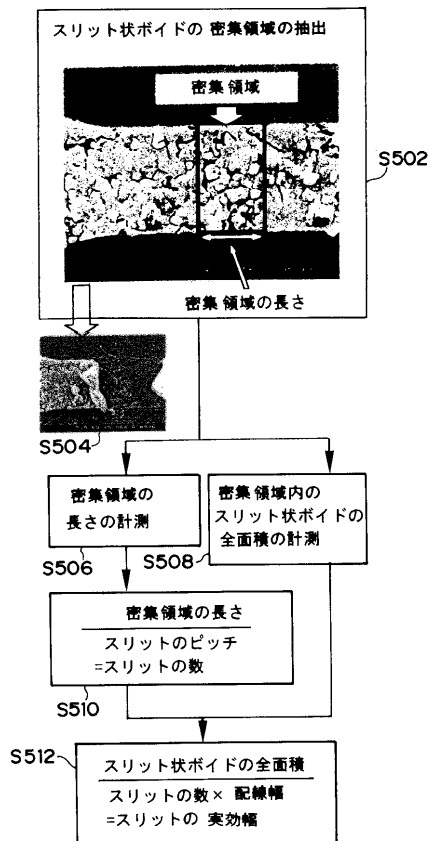 スリット状ボイドの 密集領域の抽出
密集領域
S502
密集領域の長さ
S504
密集領域の
長さの計測
S506
密集領域内の
スリット状ボイドの
全面積の計測
S508
密集領域の長さ
スリットのピッチ
=スリットの数
S510
S512
スリット状ボイドの全面積
スリットの数× 配線幅
=スリットの 実効幅